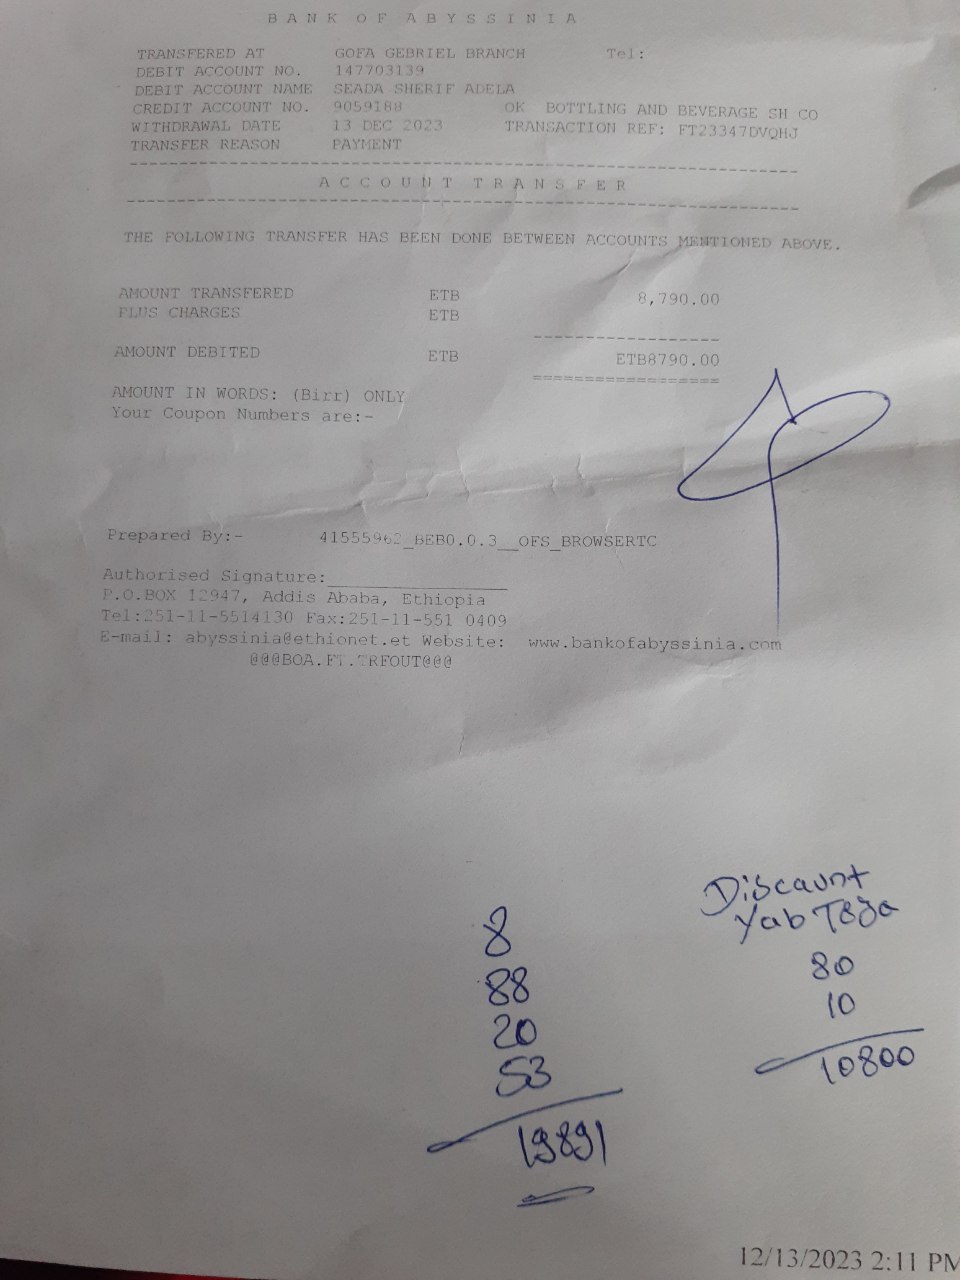 BANK OF ABYSSINIA
TRANSFERED AT GOFA GEBRIEL BRANCH Tel:
DEBIT ACCOUNT NO. 147703139
DEBIT ACCOUNT NAME SEADA SHERIF ADELA
CREDIT ACCOUNT NO. 9059188 OK BOTTLING AND BEVERAGE SH CO
WITHDRAWAL DATE 13 DEC 2023 TRANSACTION REF: FT23347DVQHJ
TRANSFER REASON PAYMENT
ACCOUNT TRANSFER
THE FOLLOWING TRANSFER HAS BEEN DONE BETWEEN ACCOUNTS MENTIONED ABOVE.
AMOUNT TRANSFERED ETB 8,790.00
PLUS CHARGES ETB
AMOUNT DEBITED ETB ETB8790.00
AMOUNT IN WORDS: (Birr) ONLY
Your Coupon Numbers are:-
Prepared By:- 41555962_BEB0.0.3__OFS_BROWSERTC
Authorised Signature:
P.O.BOX 12947, Addis Ababa, Ethiopia
Tel:251-11-5514130 Fax:251-11-551 0409
E-mail: abyssinia@ethionet.et Website: www.bankofabyssinia.com
@@@BOA.FT.TRFOUT@@@
Discaunt
Yab
8
88
20
53
19891
80
10
10800
12/13/2023 2:11 PM